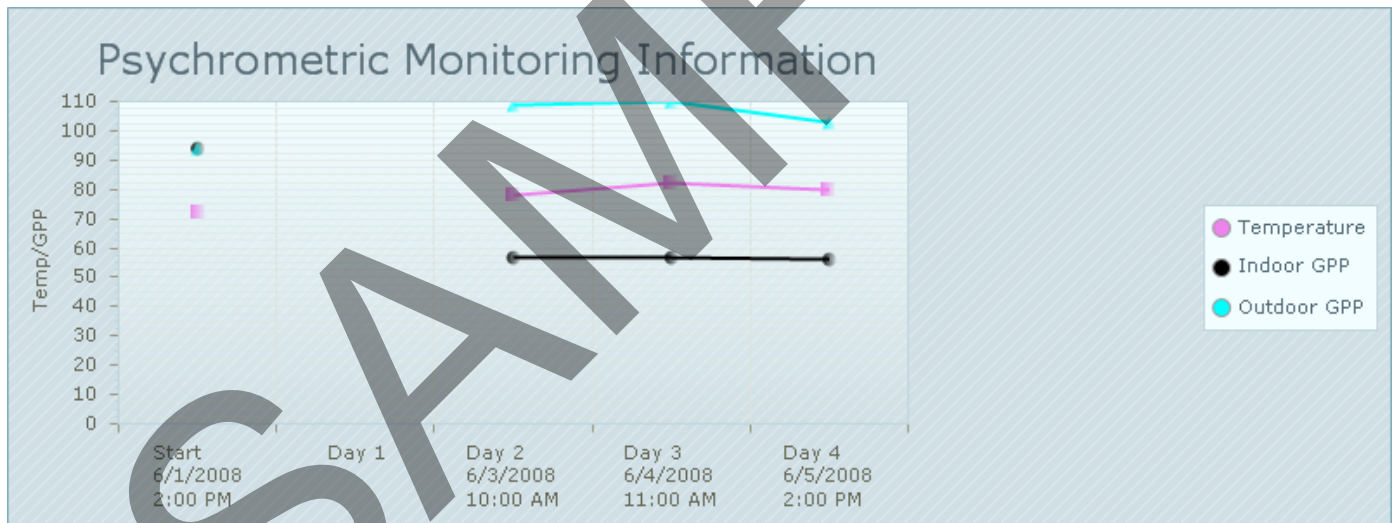 Psychrometric Monitoring Information
110
100
90
80
70
60
50
40
30
20
10
0
Temp/GPP
Start
6/1/2008
2:00 PM
Day 1
Day 2
6/3/2008
10:00 AM
Day 3
6/4/2008
11:00 AM
Day 4
6/5/2008
2:00 PM
Temperature
Indoor GPP
Outdoor GPP
SAMP